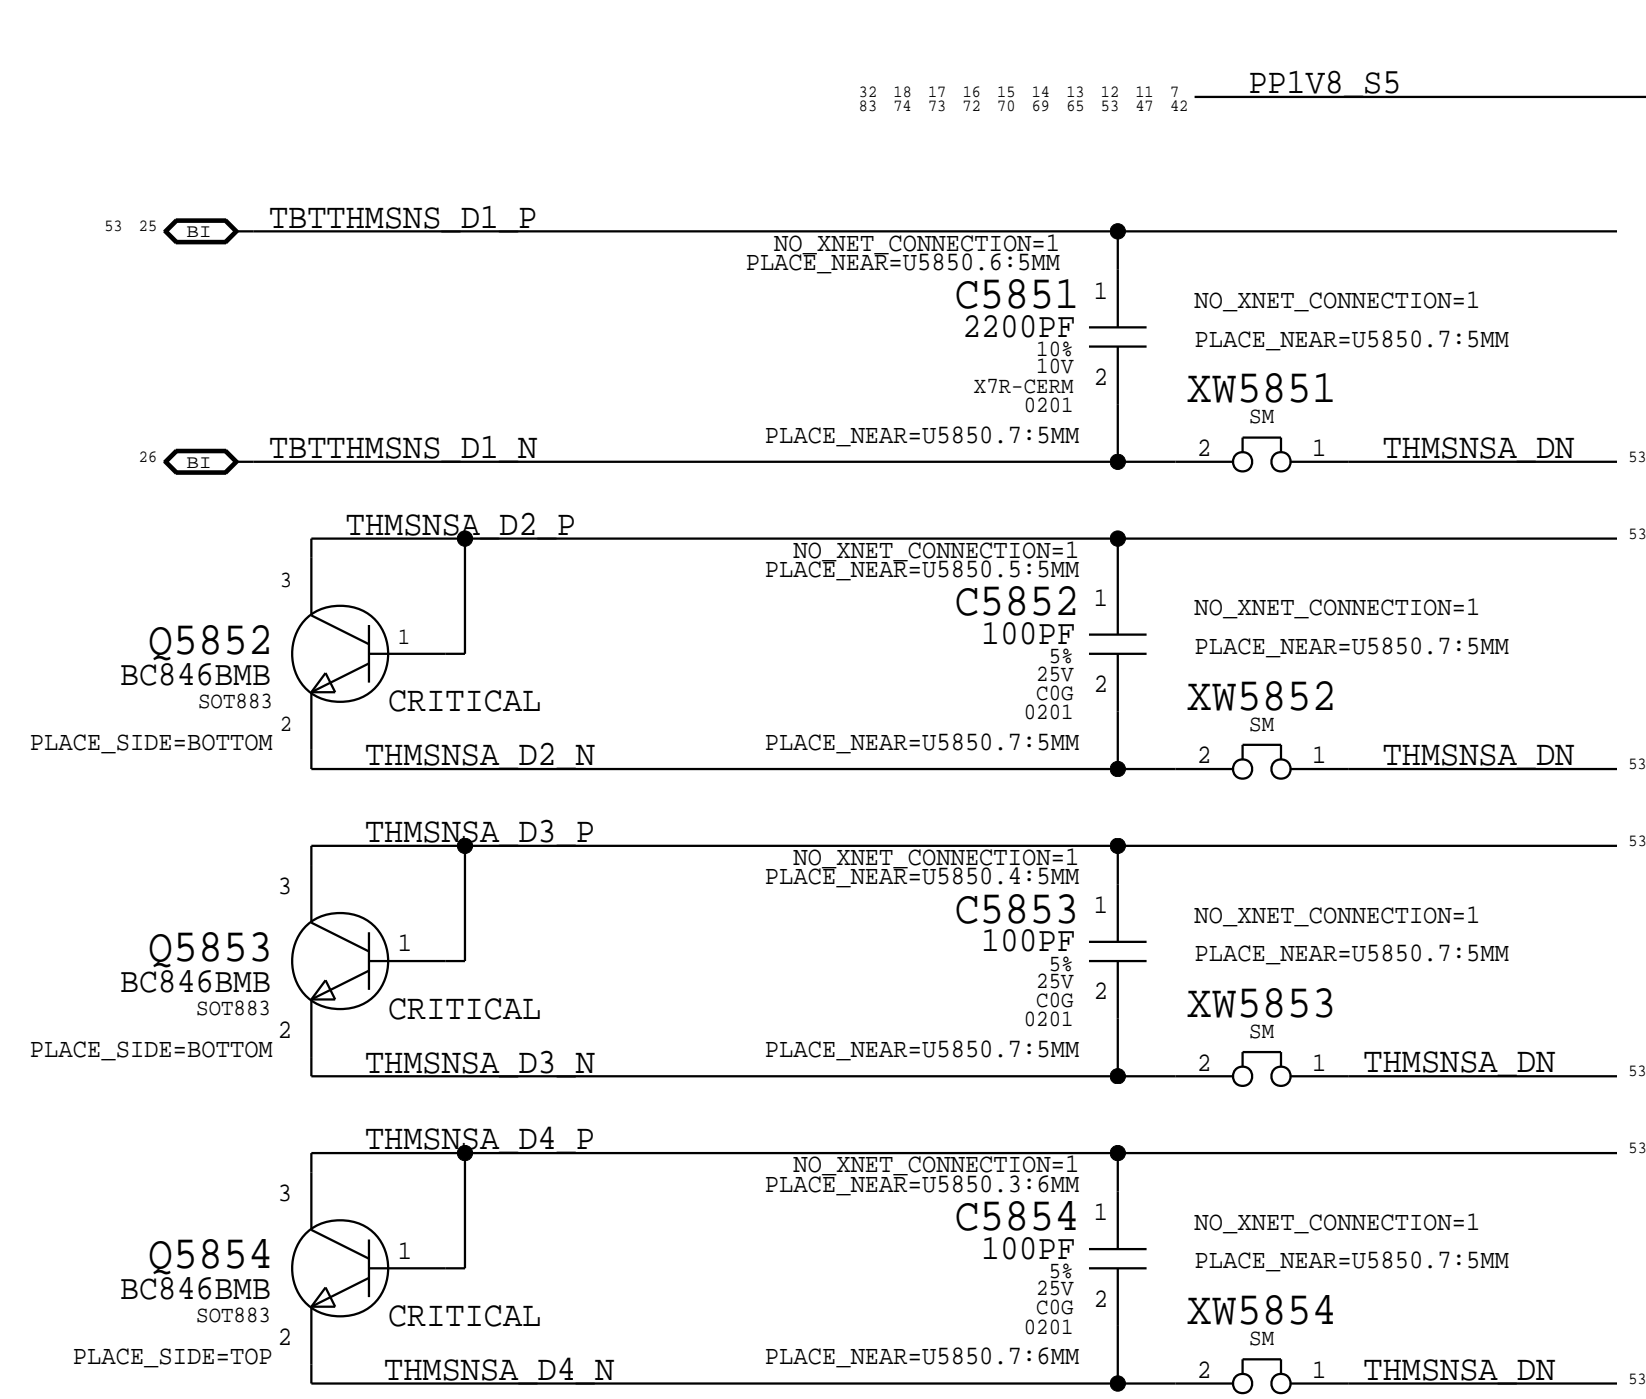 PP1V8_S5
32 18 17 16 15 14 13 12 11 7
83 74 73 72 70 69 65 53 47 42
53 25 BI TBTTHMSNS_D1_P
NO_XNET_CONNECTION=1
PLACE_NEAR=U5850.6:5MM
C5851 1
2200PF
10%
10V
X7R-CERM 2
0201
PLACE_NEAR=U5850.7:5MM
NO_XNET_CONNECTION=1
PLACE_NEAR=U5850.7:5MM
XW5851
SM
26 BI TBTTHMSNS_D1_N
2 1 THMSNSA_DN 53
THMSNSA_D2_P 53
3
Q5852 1
BC846BMB
SOT883 CRITICAL
2
PLACE_SIDE=BOTTOM
THMSNSA_D2_N
NO_XNET_CONNECTION=1
PLACE_NEAR=U5850.5:5MM
C5852 1
100PF
5%
25V
C0G 2
0201
PLACE_NEAR=U5850.7:5MM
NO_XNET_CONNECTION=1
PLACE_NEAR=U5850.7:5MM
XW5852
SM
2 1 THMSNSA_DN 53
THMSNSA_D3_P 53
3
Q5853 1
BC846BMB
SOT883 CRITICAL
2
PLACE_SIDE=BOTTOM
THMSNSA_D3_N
NO_XNET_CONNECTION=1
PLACE_NEAR=U5850.4:5MM
C5853 1
100PF
5%
25V
C0G 2
0201
PLACE_NEAR=U5850.7:5MM
NO_XNET_CONNECTION=1
PLACE_NEAR=U5850.7:5MM
XW5853
SM
2 1 THMSNSA_DN 53
THMSNSA_D4_P 53
3
Q5854 1
BC846BMB
SOT883 CRITICAL
2
PLACE_SIDE=TOP
THMSNSA_D4_N
NO_XNET_CONNECTION=1
PLACE_NEAR=U5850.3:6MM
C5854 1
100PF
5%
25V
C0G 2
0201
PLACE_NEAR=U5850.7:6MM
NO_XNET_CONNECTION=1
PLACE_NEAR=U5850.7:5MM
XW5854
SM
2 1 THMSNSA_DN 53